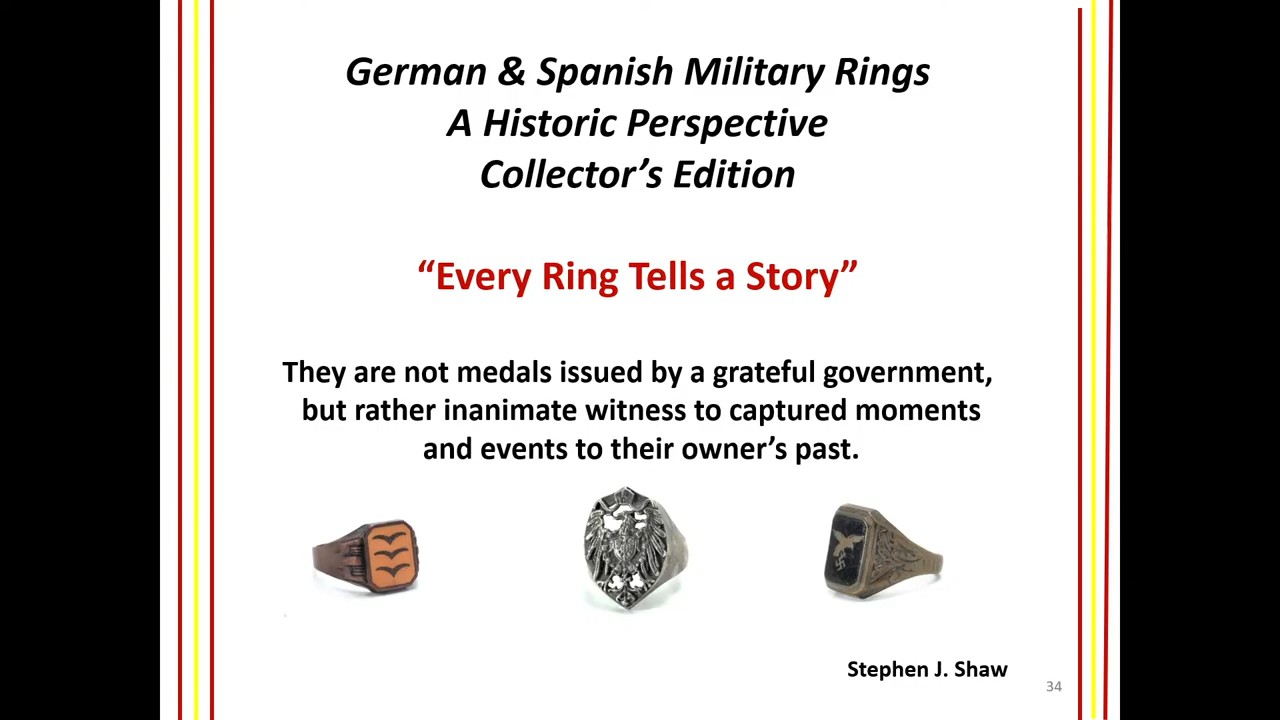 German & Spanish Military Rings
A Historic Perspective
Collector’s Edition
“Every Ring Tells a Story”
They are not medals issued by a grateful government,
but rather inanimate witness to captured moments
and events to their owner’s past.
Stephen J. Shaw
34